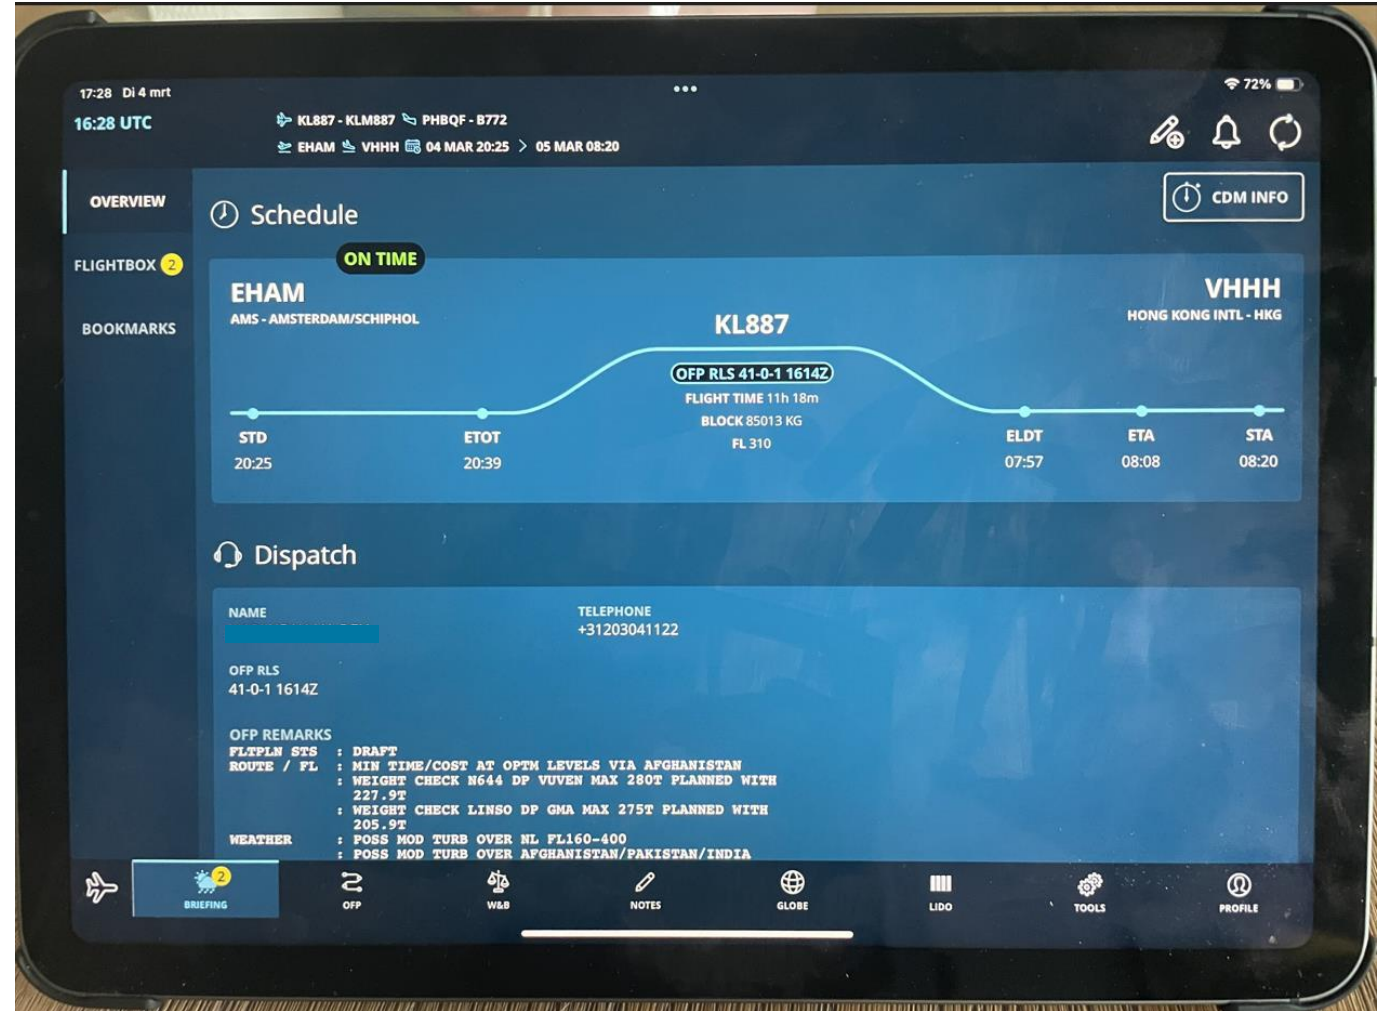 17:28 Di 4 mrt
72%
16:28 UTC
KL887 - KLM887 PHBQF - B772
EHAM VHHH 04 MAR 20:25 > 05 MAR 08:20
OVERVIEW
FLIGHTBOX 2
BOOKMARKS
Schedule
CDM INFO
ON TIME
EHAM
AMS - AMSTERDAM/SCHIPHOL
VHHH
HONG KONG INTL - HKG
KL887
OFP RLS 41-0-1 1614Z
FLIGHT TIME 11h 18m
BLOCK 85013 KG
FL 310
STD ETOT ELDT ETA STA
20:25 20:39 07:57 08:08 08:20
Dispatch
NAME TELEPHONE
+31203041122
OFP RLS
41-0-1 1614Z
OFP REMARKS
FLTPLN STS : DRAFT
ROUTE / FL : MIN TIME/COST AT OPTM LEVELS VIA AFGHANISTAN
: WEIGHT CHECK N644 DP VUVEN MAX 280T PLANNED WITH
227.9T
: WEIGHT CHECK LINSO DP GMA MAX 275T PLANNED WITH
205.9T
WEATHER : POSS MOD TURB OVER NL FL160-400
: POSS MOD TURB OVER AFGHANISTAN/PAKISTAN/INDIA
2
BRIEFING OFP W&B NOTES GLOBE LIDO TOOLS PROFILE